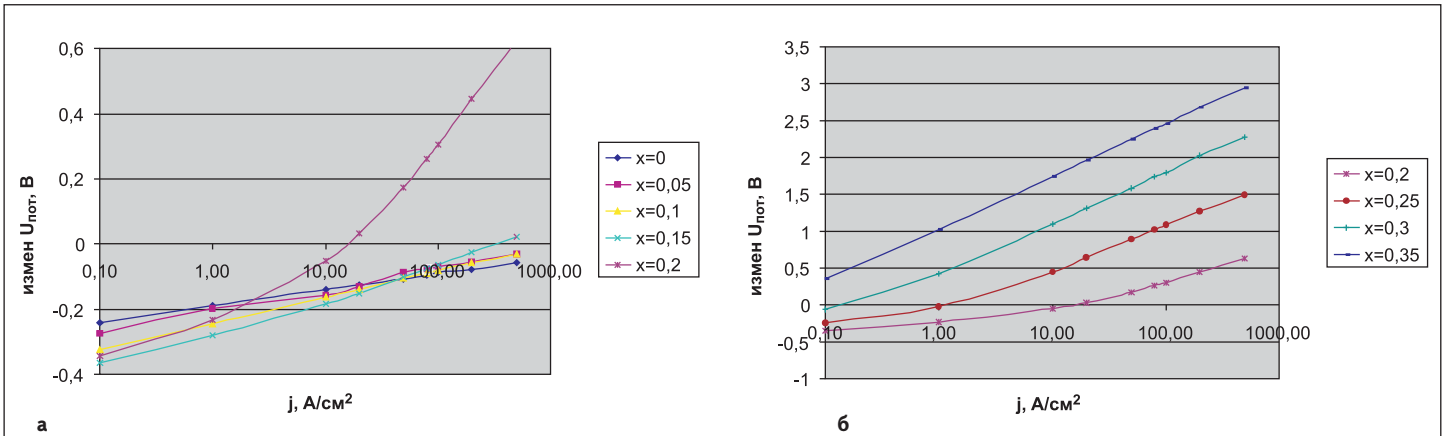 0,6
0,4
0,2
0
-0,2
-0,4
измен Uпот, В
0,10
1,00
10,00
100,00
1000,00
j, А/см²
x=0
x=0,05
x=0,1
x=0,15
x=0,2
а
3,5
3
2,5
2
1,5
1
0,5
0
-0,5
-1
измен Uпот, В
0,10
1,00
10,00
100,00
1000,00
j, А/см²
x=0,2
x=0,25
x=0,3
x=0,35
б